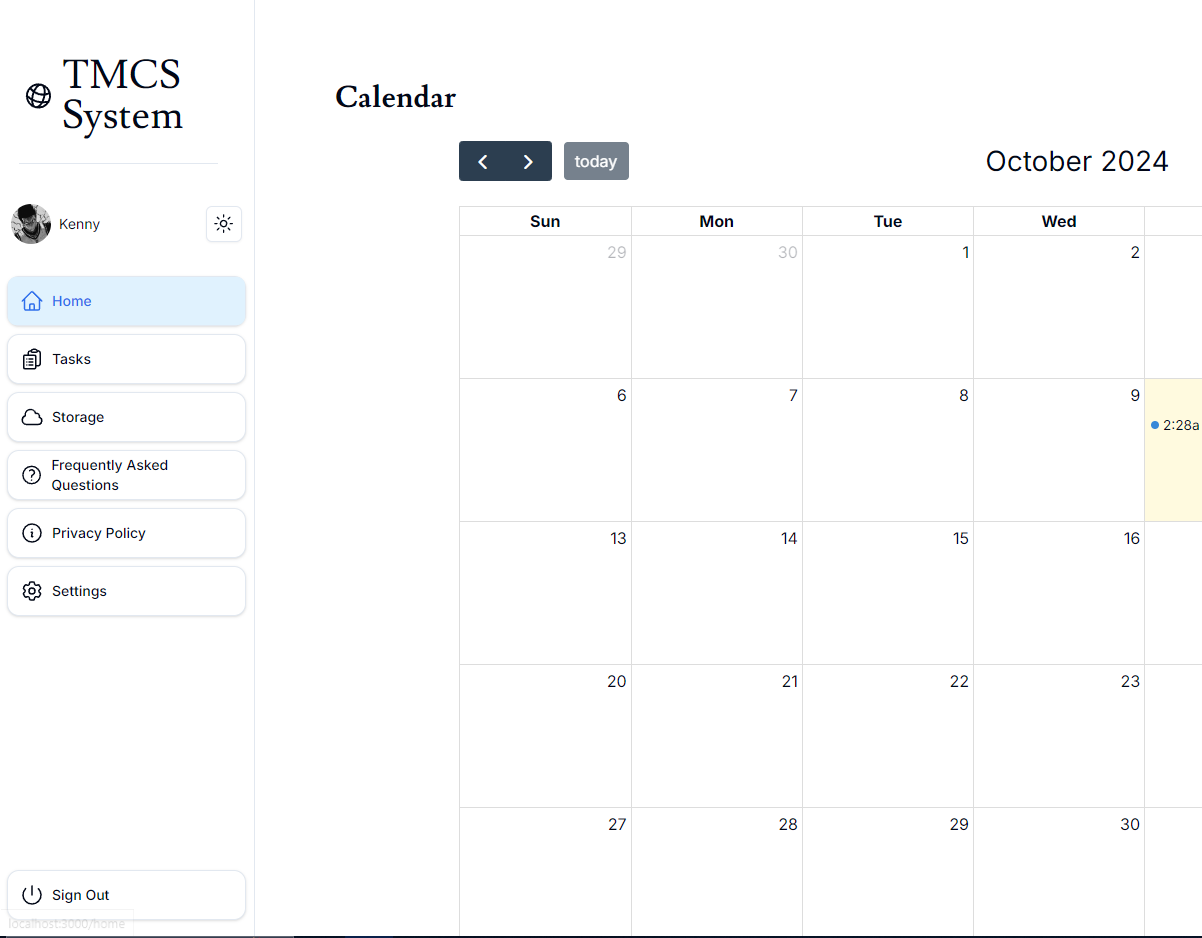 TMCS
System
Kenny
Home
Tasks
Storage
Frequently Asked
Questions
Privacy Policy
Settings
Sign Out
localhost:3000/home
Calendar
today
October 2024
Sun Mon Tue Wed
29 30 1 2
6 7 8 9
2:28a
13 14 15 16
20 21 22 23
27 28 29 30